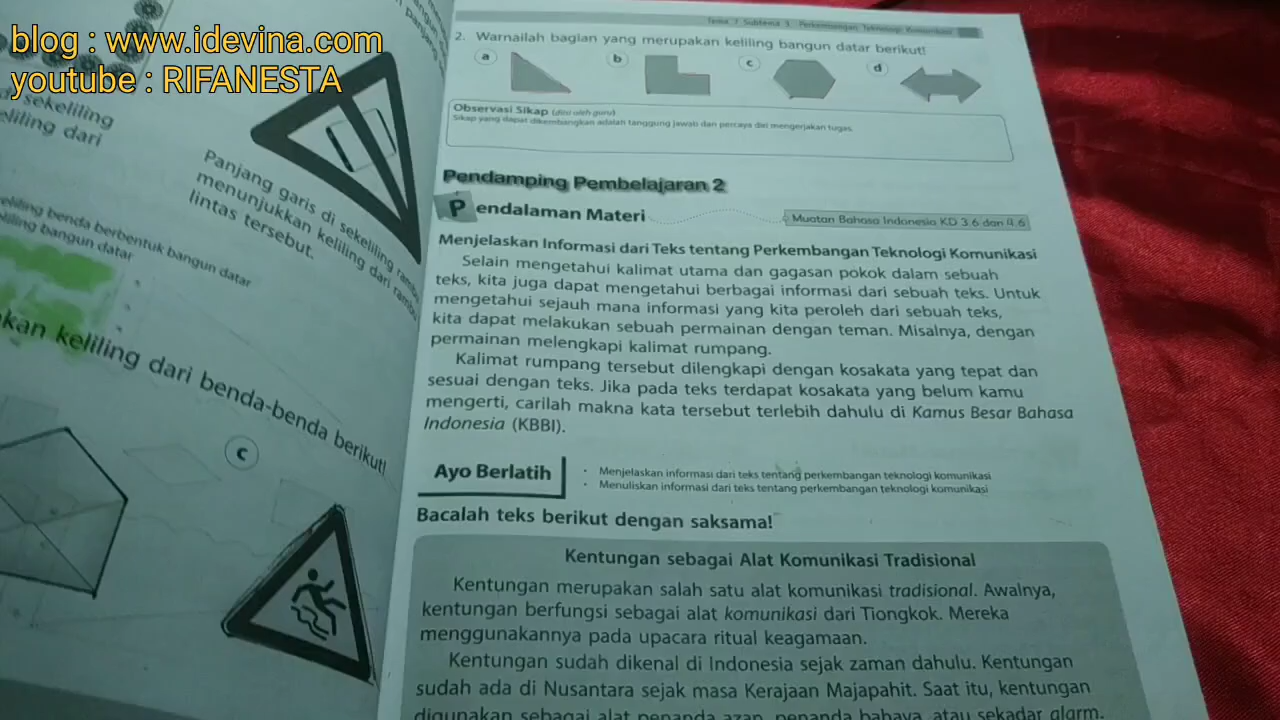 blog : www.idevina.com
youtube : RIFANESTA
di sekeliling
eliling dari
Panjang garis di sekeliling
menunjukkan keliling dari
lintas tersebut.
eliling benda berbentuk bangun datar
bangun datar
akan keliling dari benda-benda berikut!
c
Tema 7 Subtema 3 Perkembangan Teknologi Komunikasi
2. Warnailah bagian yang merupakan keliling bangun datar berikut!
a b c d
Observasi Sikap (diisi oleh guru)
Sikap yang dapat dikembangkan adalah tanggung jawab dan percaya diri mengerjakan tugas.
Pendamping Pembelajaran 2
Pendalaman Materi
Muatan Bahasa Indonesia KD 3.6 dan 4.6
Menjelaskan Informasi dari Teks tentang Perkembangan Teknologi Komunikasi
Selain mengetahui kalimat utama dan gagasan pokok dalam sebuah
teks, kita juga dapat mengetahui berbagai informasi dari sebuah teks. Untuk
mengetahui sejauh mana informasi yang kita peroleh dari sebuah teks,
kita dapat melakukan sebuah permainan dengan teman. Misalnya, dengan
permainan melengkapi kalimat rumpang.
Kalimat rumpang tersebut dilengkapi dengan kosakata yang tepat dan
sesuai dengan teks. Jika pada teks terdapat kosakata yang belum kamu
mengerti, carilah makna kata tersebut terlebih dahulu di Kamus Besar Bahasa
Indonesia (KBBI).
Ayo Berlatih
• Menjelaskan informasi dari teks tentang perkembangan teknologi komunikasi
• Menuliskan informasi dari teks tentang perkembangan teknologi komunikasi
Bacalah teks berikut dengan saksama!
Kentungan sebagai Alat Komunikasi Tradisional
Kentungan merupakan salah satu alat komunikasi tradisional. Awalnya,
kentungan berfungsi sebagai alat komunikasi dari Tiongkok. Mereka
menggunakannya pada upacara ritual keagamaan.
Kentungan sudah dikenal di Indonesia sejak zaman dahulu. Kentungan
sudah ada di Nusantara sejak masa Kerajaan Majapahit. Saat itu, kentungan
digunakan sebagai alat penanda azan, penanda bahaya, atau sekadar alarm.